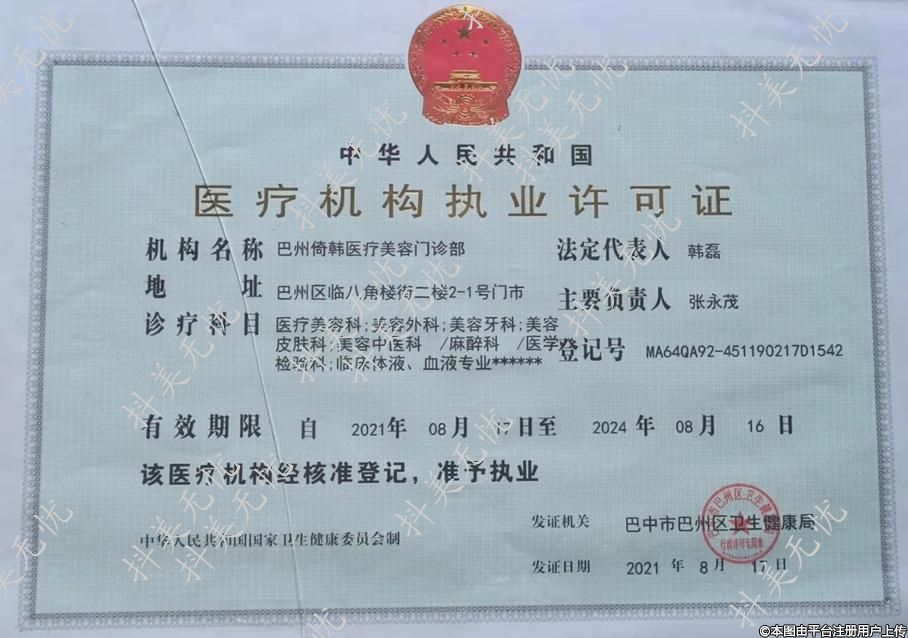 中华人民共和国
医疗机构执业许可证
机构名称 巴州倚韩医疗美容门诊部 法定代表人 韩磊
地址 巴州区临八角楼街二楼2-1号门市 主要负责人 张永茂
诊疗科目 医疗美容科;美容外科;美容牙科;美容
皮肤科;美容中医科 /麻醉科 /医学
检验科;临床体液、血液专业******
登记号 MA64QA92-451190217D1542
有效期限 自 2021年 08月 17日至 2024年 08月 16日
该医疗机构经核准登记，准予执业
中华人民共和国国家卫生健康委员会制
发证机关 巴中市巴州区卫生健康局
发证日期 2021年 8月 17日
抖美无忧
©本图由平台注册用户上传